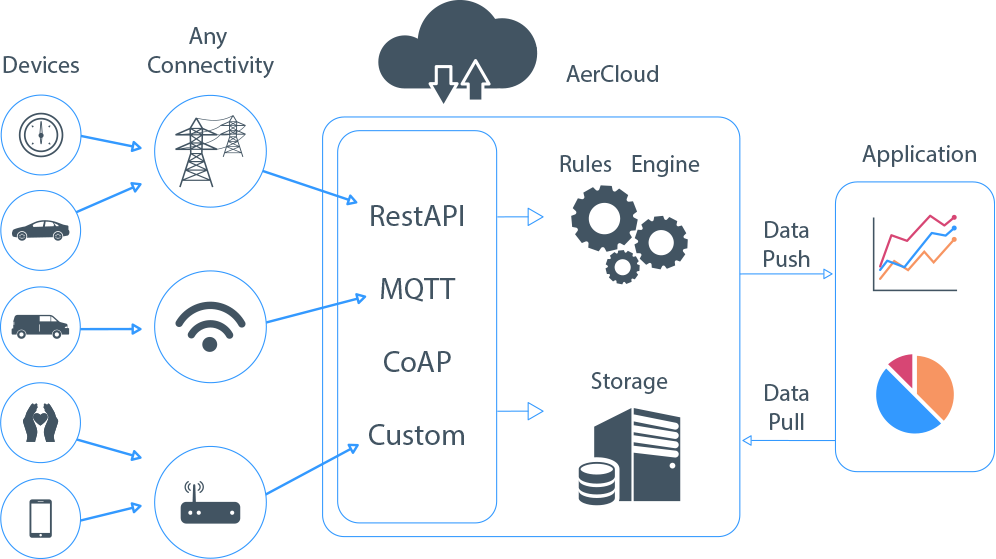 Devices
Any
Connectivity
AerCloud
RestAPI
MQTT
CoAP
Custom
Rules Engine
Storage
Data
Push
Data
Pull
Application